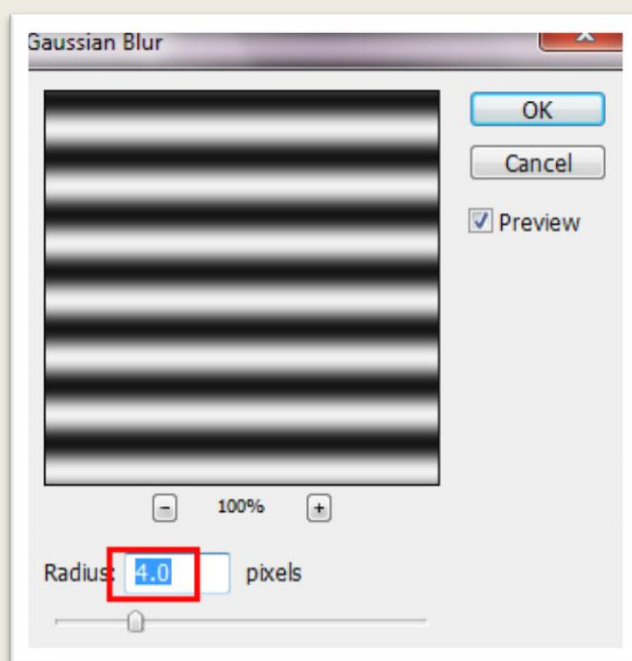 Gaussian Blur
OK
Cancel
Preview
- 100% +
Radius: 4.0 pixels